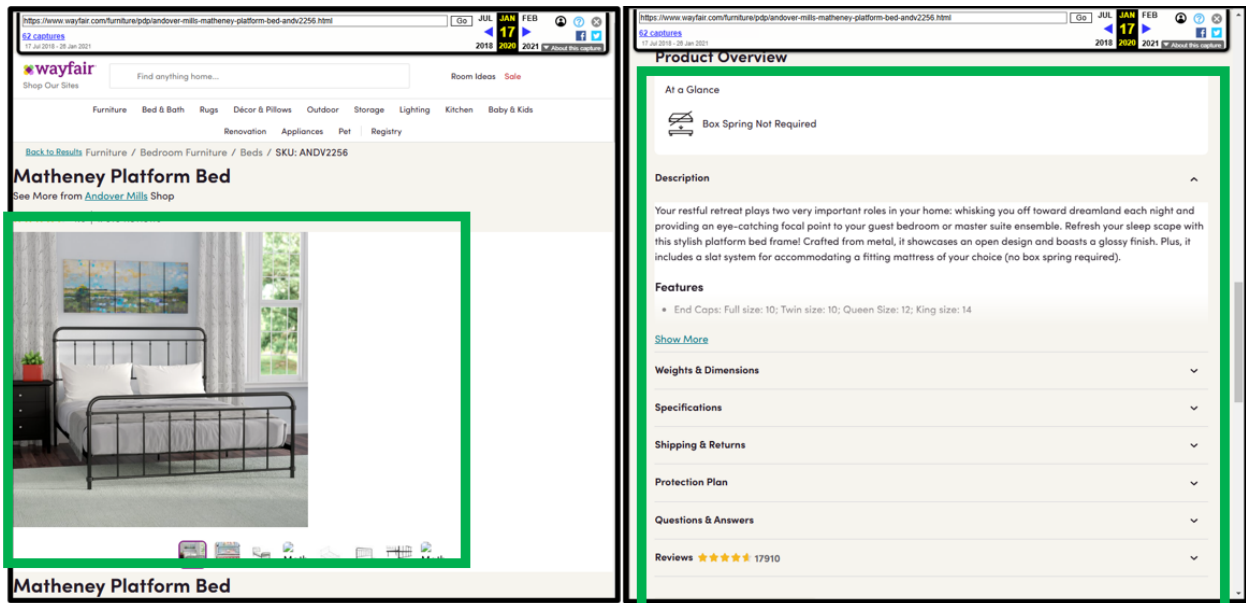 https://www.wayfair.com/furniture/pdp/andover-mills-matheney-platform-bed-andv2256.html
Go
JUL JAN FEB
17
62 captures
17 Jul 2018 - 26 Jan 2021
2018 2020 2021
About this capture
wayfair
Shop Our Sites
Find anything home...
Room Ideas Sale
Furniture Bed & Bath Rugs Décor & Pillows Outdoor Storage Lighting Kitchen Baby & Kids
Renovation Appliances Pet Registry
Back to Results Furniture / Bedroom Furniture / Beds / SKU: ANDV2256
Matheney Platform Bed
See More from Andover Mills Shop
Matheney Platform Bed
https://www.wayfair.com/furniture/pdp/andover-mills-matheney-platform-bed-andv2256.html
Go
JUL JAN FEB
17
62 captures
17 Jul 2018 - 26 Jan 2021
2018 2020 2021
About this capture
Product Overview
At a Glance
Box Spring Not Required
Description
Your restful retreat plays two very important roles in your home: whisking you off toward dreamland each night and
providing an eye-catching focal point to your guest bedroom or master suite ensemble. Refresh your sleep scape with
this stylish platform bed frame! Crafted from metal, it showcases an open design and boasts a glossy finish. Plus, it
includes a slat system for accommodating a fitting mattress of your choice (no box spring required).
Features
• End Caps: Full size: 10; Twin size: 10; Queen Size: 12; King size: 14
Show More
Weights & Dimensions
Specifications
Shipping & Returns
Protection Plan
Questions & Answers
Reviews 17910